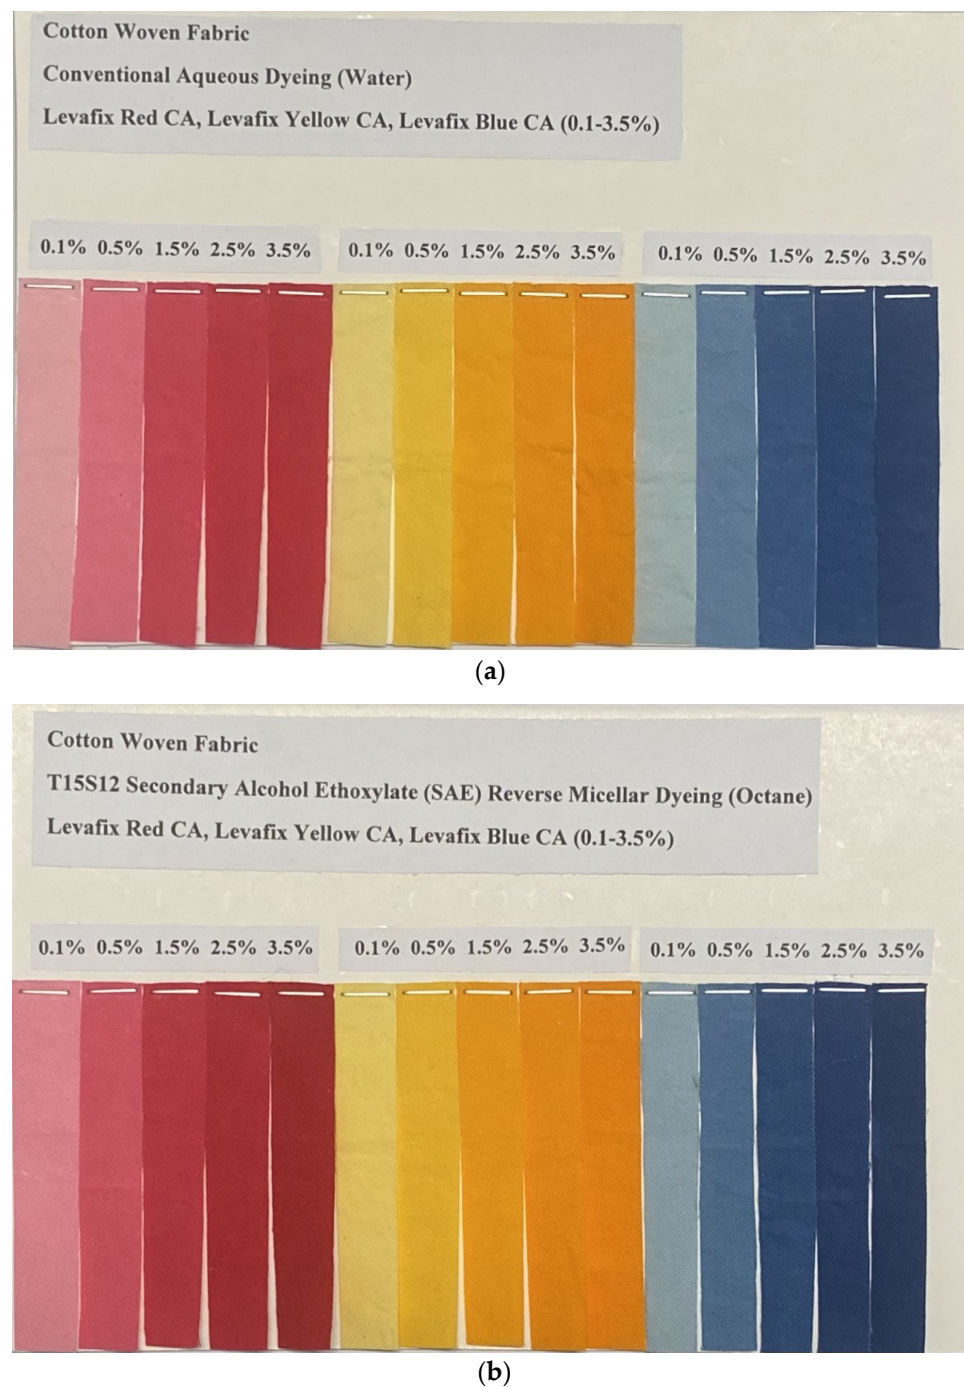 Cotton Woven Fabric
Conventional Aqueous Dyeing (Water)
Levafix Red CA, Levafix Yellow CA, Levafix Blue CA (0.1-3.5%)
0.1% 0.5% 1.5% 2.5% 3.5% 0.1% 0.5% 1.5% 2.5% 3.5% 0.1% 0.5% 1.5% 2.5% 3.5%
(a)
Cotton Woven Fabric
T15S12 Secondary Alcohol Ethoxylate (SAE) Reverse Micellar Dyeing (Octane)
Levafix Red CA, Levafix Yellow CA, Levafix Blue CA (0.1-3.5%)
0.1% 0.5% 1.5% 2.5% 3.5% 0.1% 0.5% 1.5% 2.5% 3.5% 0.1% 0.5% 1.5% 2.5% 3.5%
(b)